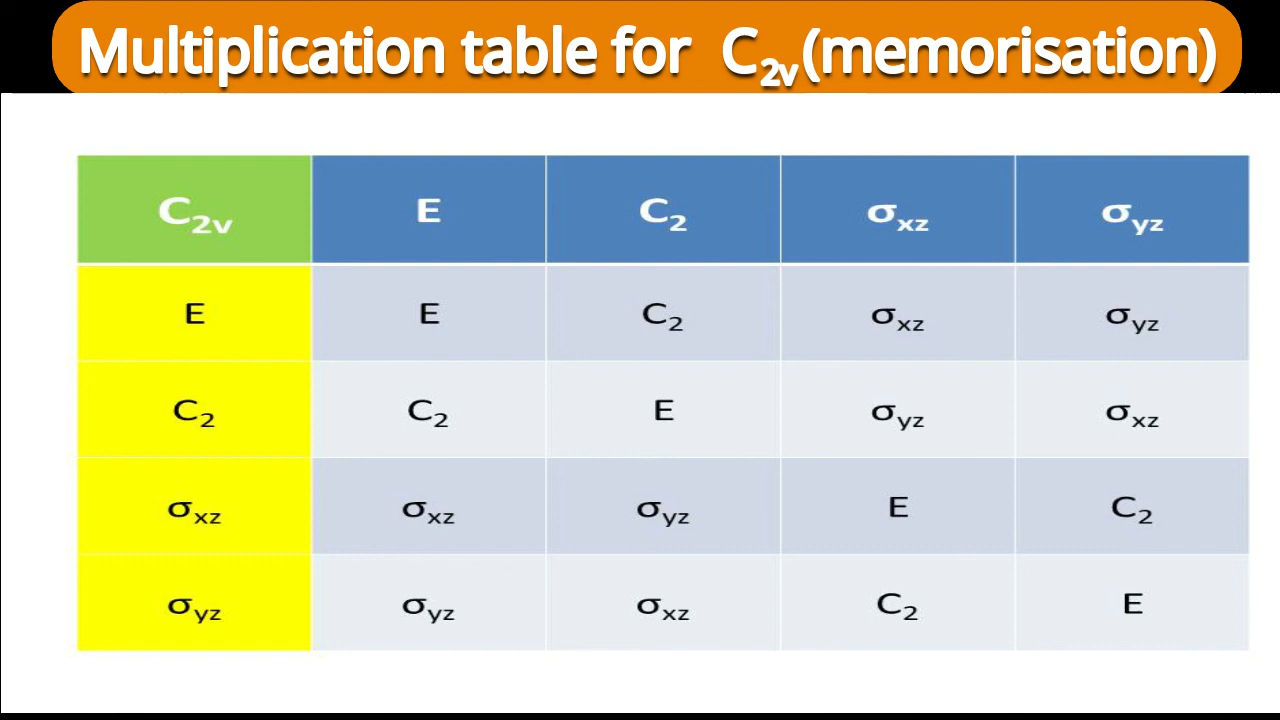 Multiplication table for C₂ᵥ(memorisation)
C₂ᵥ E C₂ σxz σyz
E E C₂ σxz σyz
C₂ C₂ E σyz σxz
σxz σxz σyz E C₂
σyz σyz σxz C₂ E